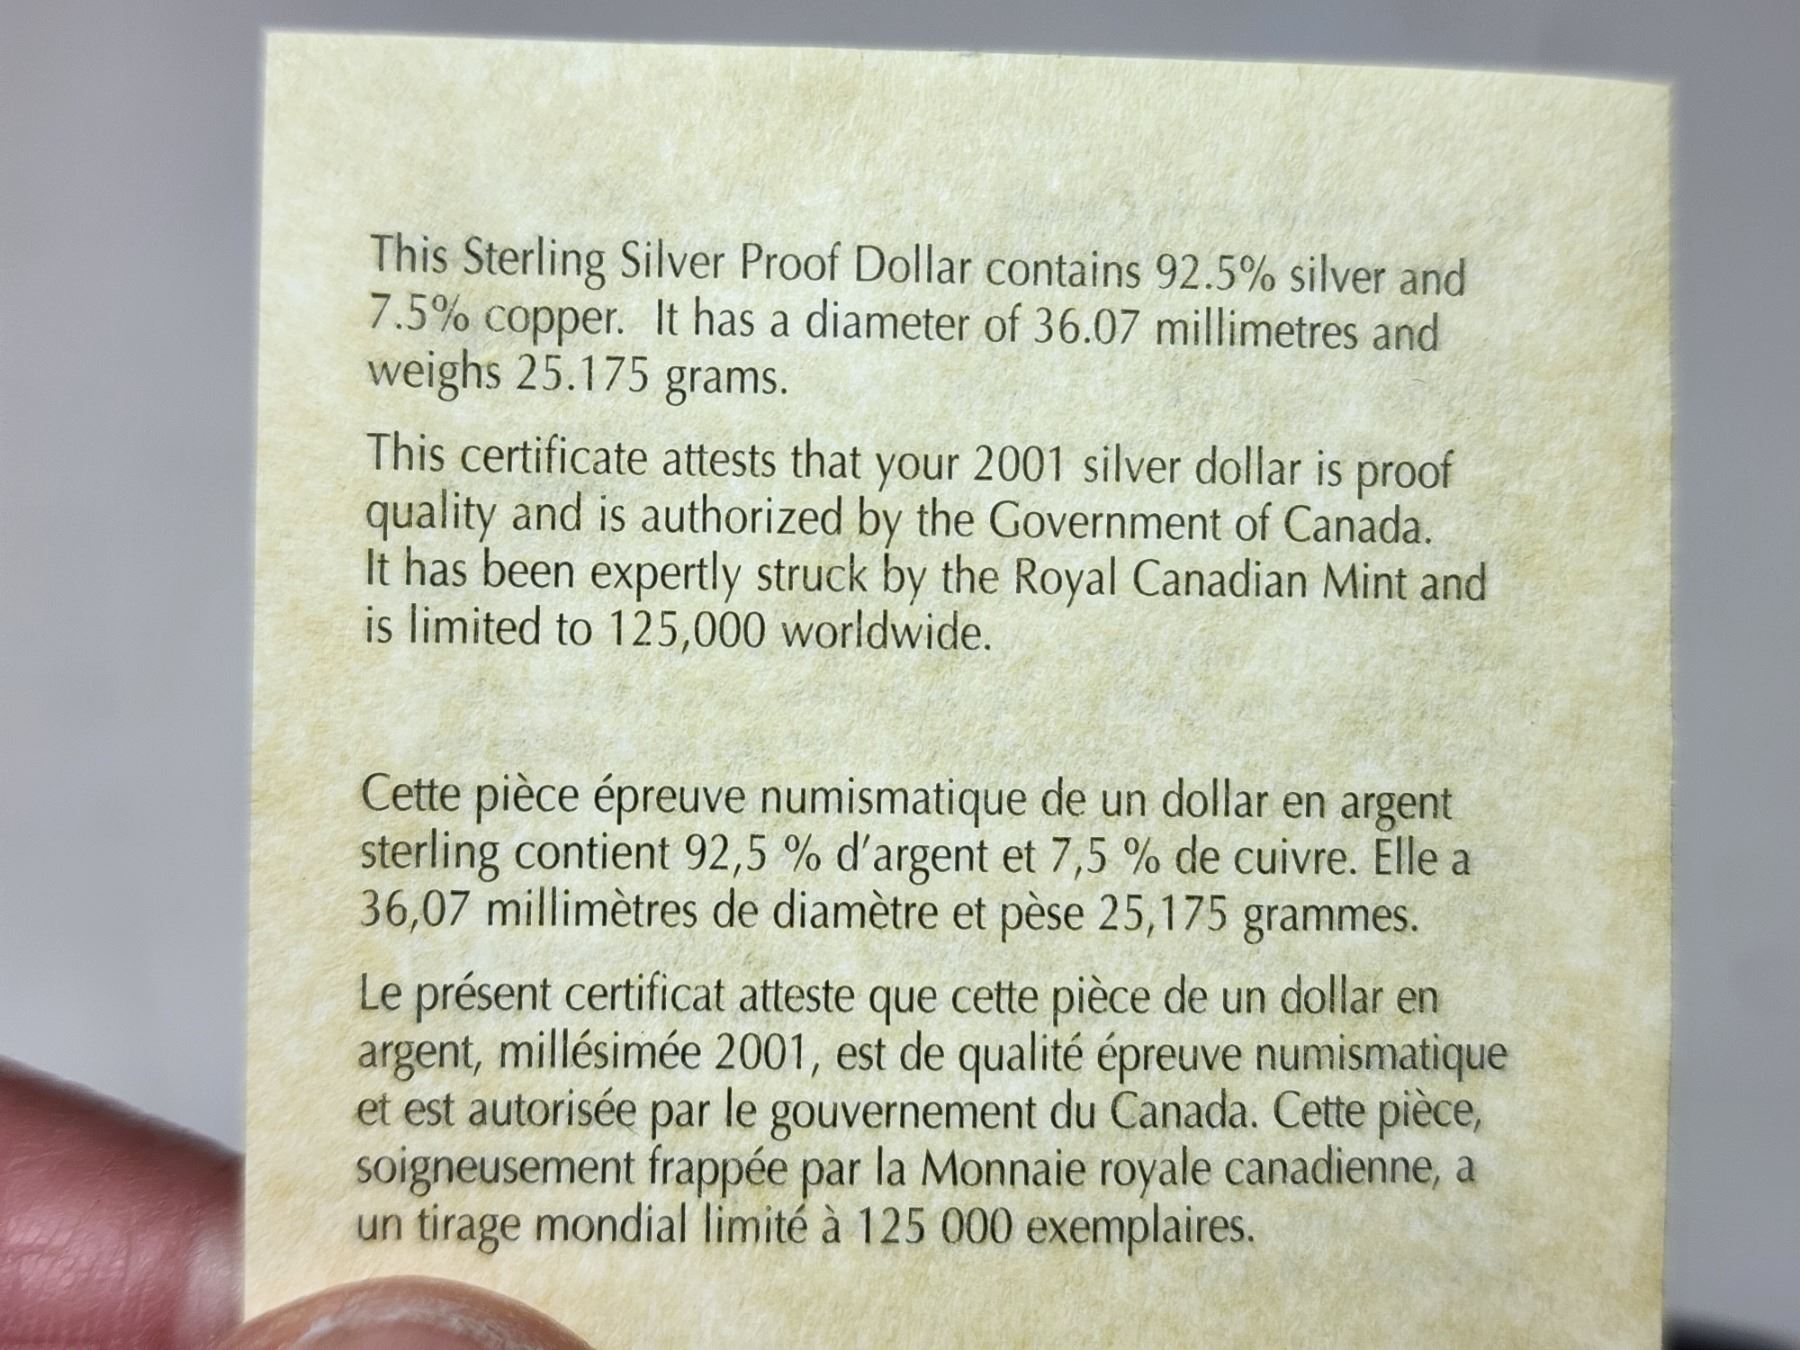 This Sterling Silver Proof Dollar contains 92.5% silver and
7.5% copper.  It has a diameter of 36.07 millimetres and
weighs 25.175 grams.
This certificate attests that your 2001 silver dollar is proof
quality and is authorized by the Government of Canada.
It has been expertly struck by the Royal Canadian Mint and
is limited to 125,000 worldwide.
Cette pièce épreuve numismatique de un dollar en argent
sterling contient 92,5 % d'argent et 7,5 % de cuivre. Elle a
36,07 millimètres de diamètre et pèse 25,175 grammes.
Le présent certificat atteste que cette pièce de un dollar en
argent, millésimée 2001, est de qualité épreuve numismatique
et est autorisée par le gouvernement du Canada. Cette pièce,
soigneusement frappée par la Monnaie royale canadienne, a
un tirage mondial limité à 125 000 exemplaires.